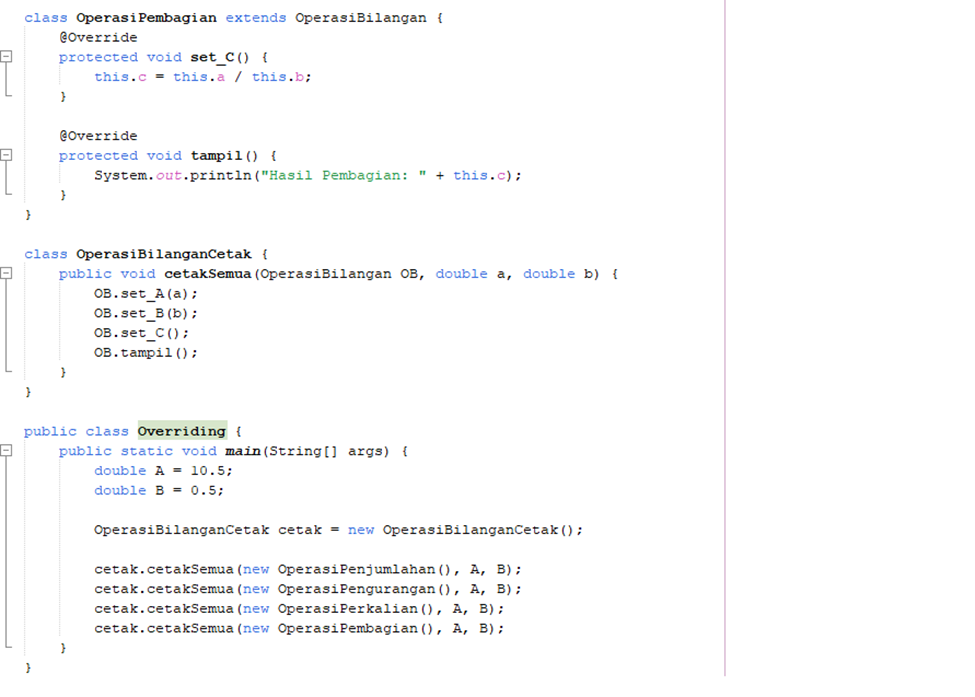 class OperasiPembagian extends OperasiBilangan {
    @Override
    protected void set_C() {
        this.c = this.a / this.b;
    }

    @Override
    protected void tampil() {
        System.out.println("Hasil Pembagian: " + this.c);
    }
}

class OperasiBilanganCetak {
    public void cetakSemua(OperasiBilangan OB, double a, double b) {
        OB.set_A(a);
        OB.set_B(b);
        OB.set_C();
        OB.tampil();
    }
}

public class Overriding {
    public static void main(String[] args) {
        double A = 10.5;
        double B = 0.5;

        OperasiBilanganCetak cetak = new OperasiBilanganCetak();

        cetak.cetakSemua(new OperasiPenjumlahan(), A, B);
        cetak.cetakSemua(new OperasiPengurangan(), A, B);
        cetak.cetakSemua(new OperasiPerkalian(), A, B);
        cetak.cetakSemua(new OperasiPembagian(), A, B);
    }
}